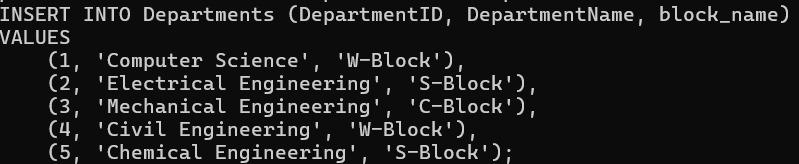 INSERT INTO Departments (DepartmentID, DepartmentName, block_name)
VALUES
    (1, 'Computer Science', 'W-Block'),
    (2, 'Electrical Engineering', 'S-Block'),
    (3, 'Mechanical Engineering', 'C-Block'),
    (4, 'Civil Engineering', 'W-Block'),
    (5, 'Chemical Engineering', 'S-Block');